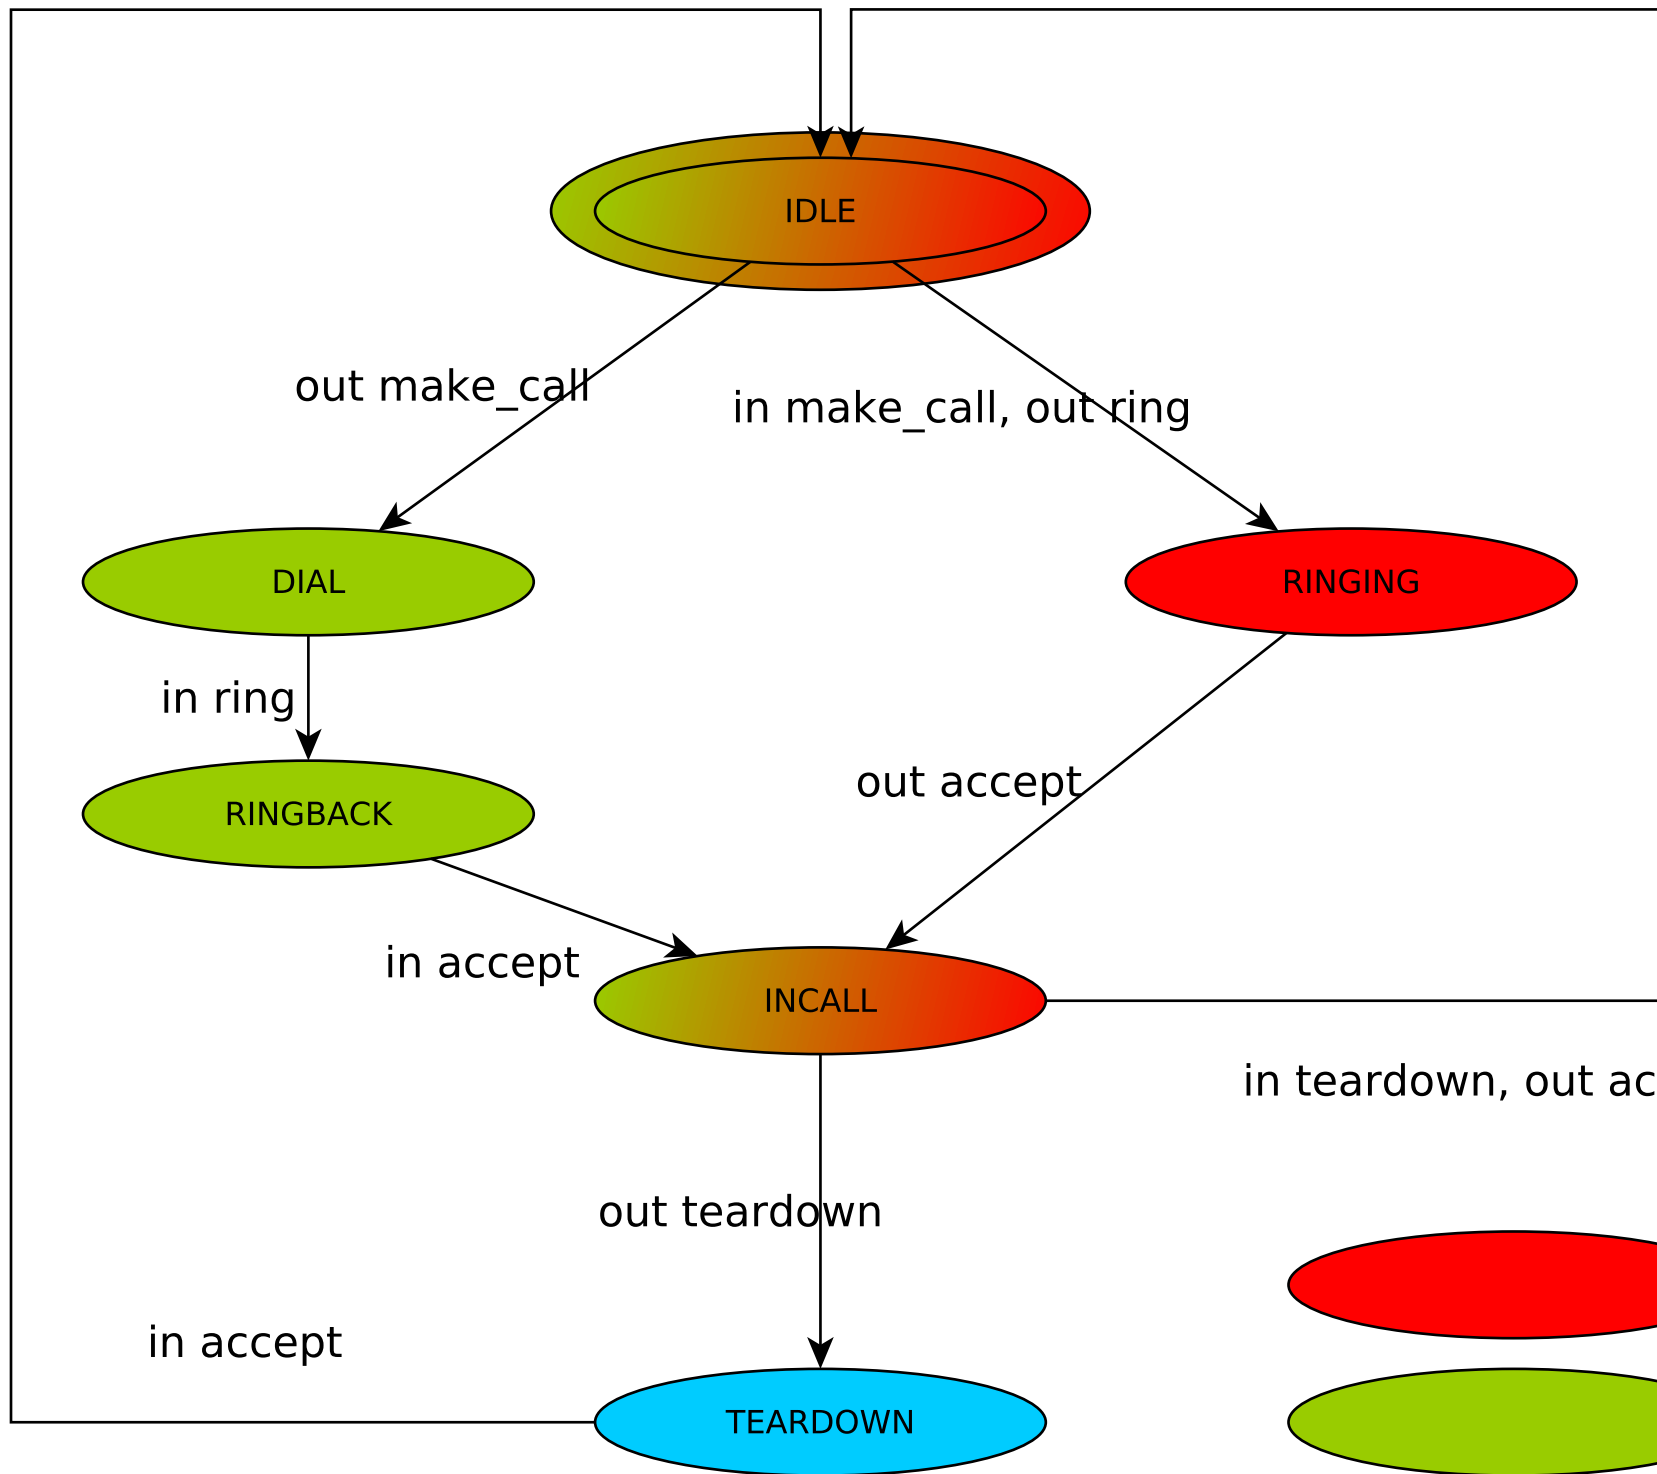 IDLE
out make_call
in make_call, out ring
DIAL
RINGING
in ring
out accept
RINGBACK
in accept
INCALL
in teardown, out
out teardown
in accept
TEARDOWN